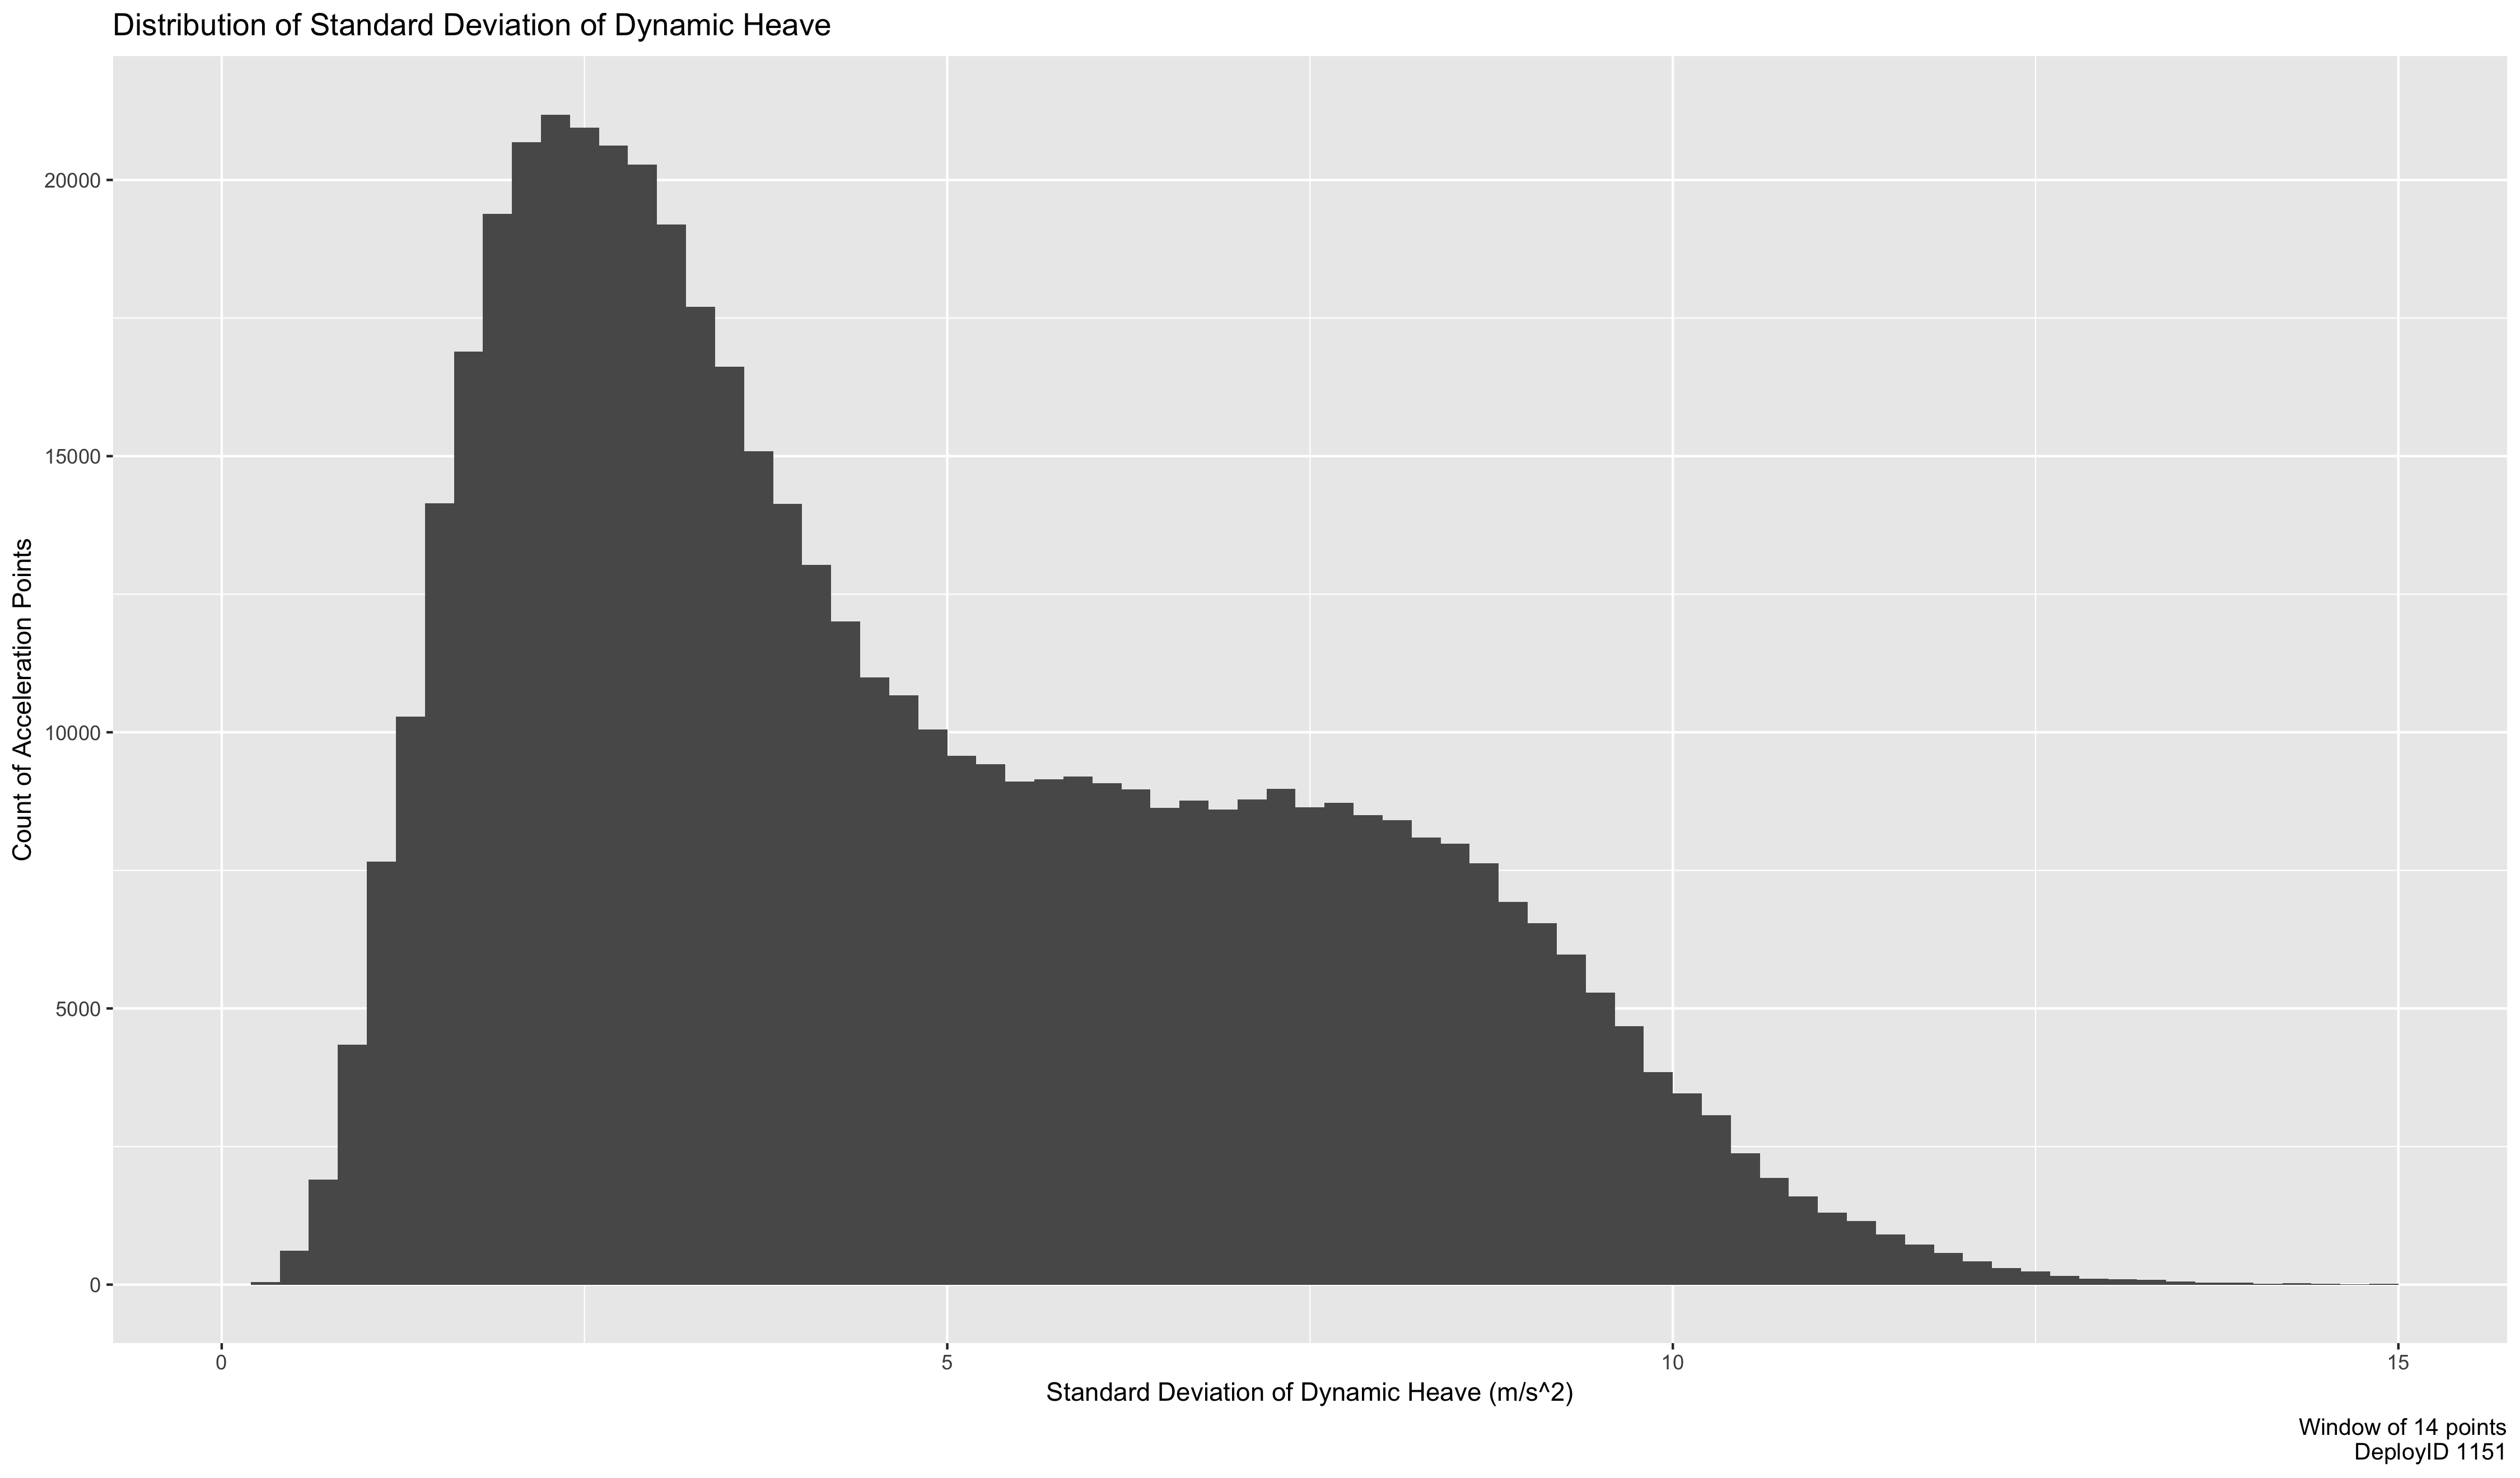 Distribution of Standard Deviation of Dynamic Heave
Count of Acceleration Points
20000
15000
10000
5000
0
0
5
10
15
Standard Deviation of Dynamic Heave (m/s^2)
Window of 14 points
DeployID 1151